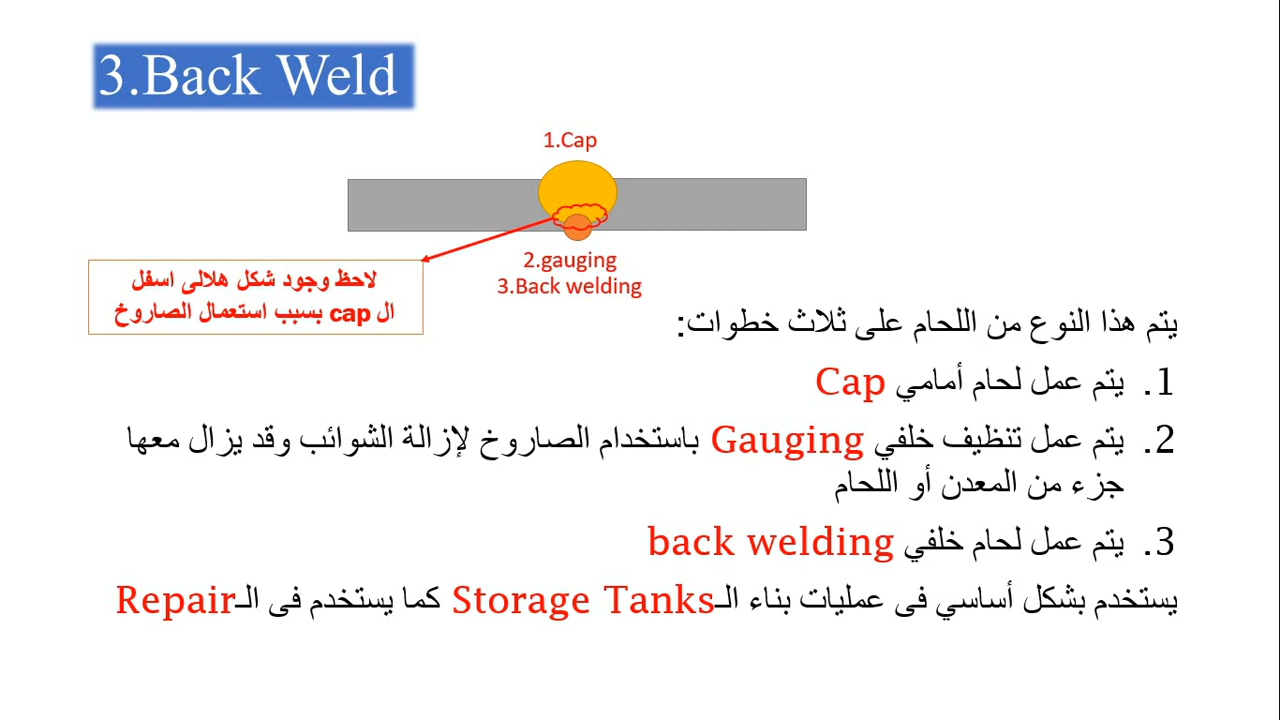 3.Back Weld
1.Cap
2.gauging
3.Back welding
لاحظ وجود شكل هلالى اسفل
ال cap بسبب استعمال الصاروخ
يتم هذا النوع من اللحام على ثلاث خطوات:
1. يتم عمل لحام أمامي Cap
2. يتم عمل تنظيف خلفي Gauging باستخدام الصاروخ لإزالة الشوائب وقد يزال معها
جزء من المعدن أو اللحام
3. يتم عمل لحام خلفي back welding
يستخدم بشكل أساسي فى عمليات بناء الـStorage Tanks كما يستخدم فى الـRepair